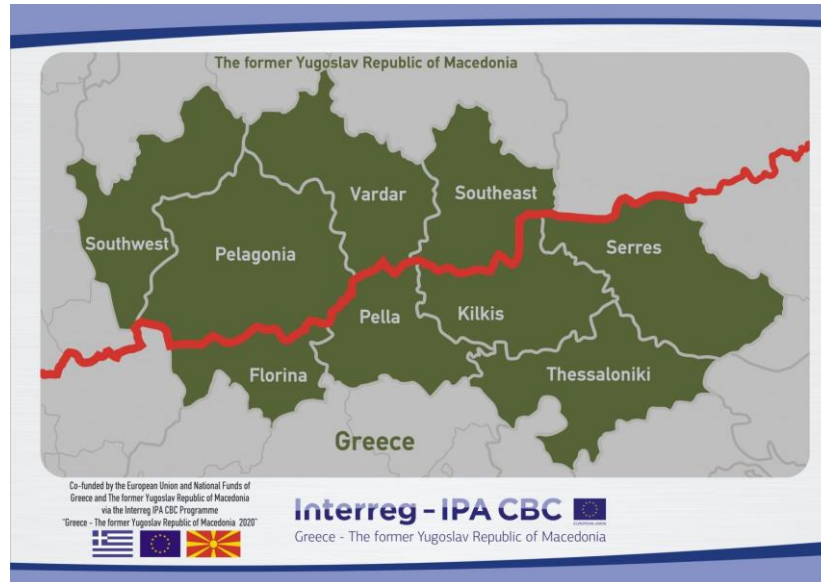 The former Yugoslav Republic of Macedonia
Vardar
Southeast
Southwest
Pelagonia
Serres
Pella
Kilkis
Florina
Thessaloniki
Greece
Co-funded by the European Union and National Funds of
Greece and The former Yugoslav Republic of Macedonia
via the Interreg IPA CBC Programme
"Greece - The former Yugoslav Republic of Macedonia 2020"
Interreg - IPA CBC
EUROPEAN UNION
Greece - The former Yugoslav Republic of Macedonia